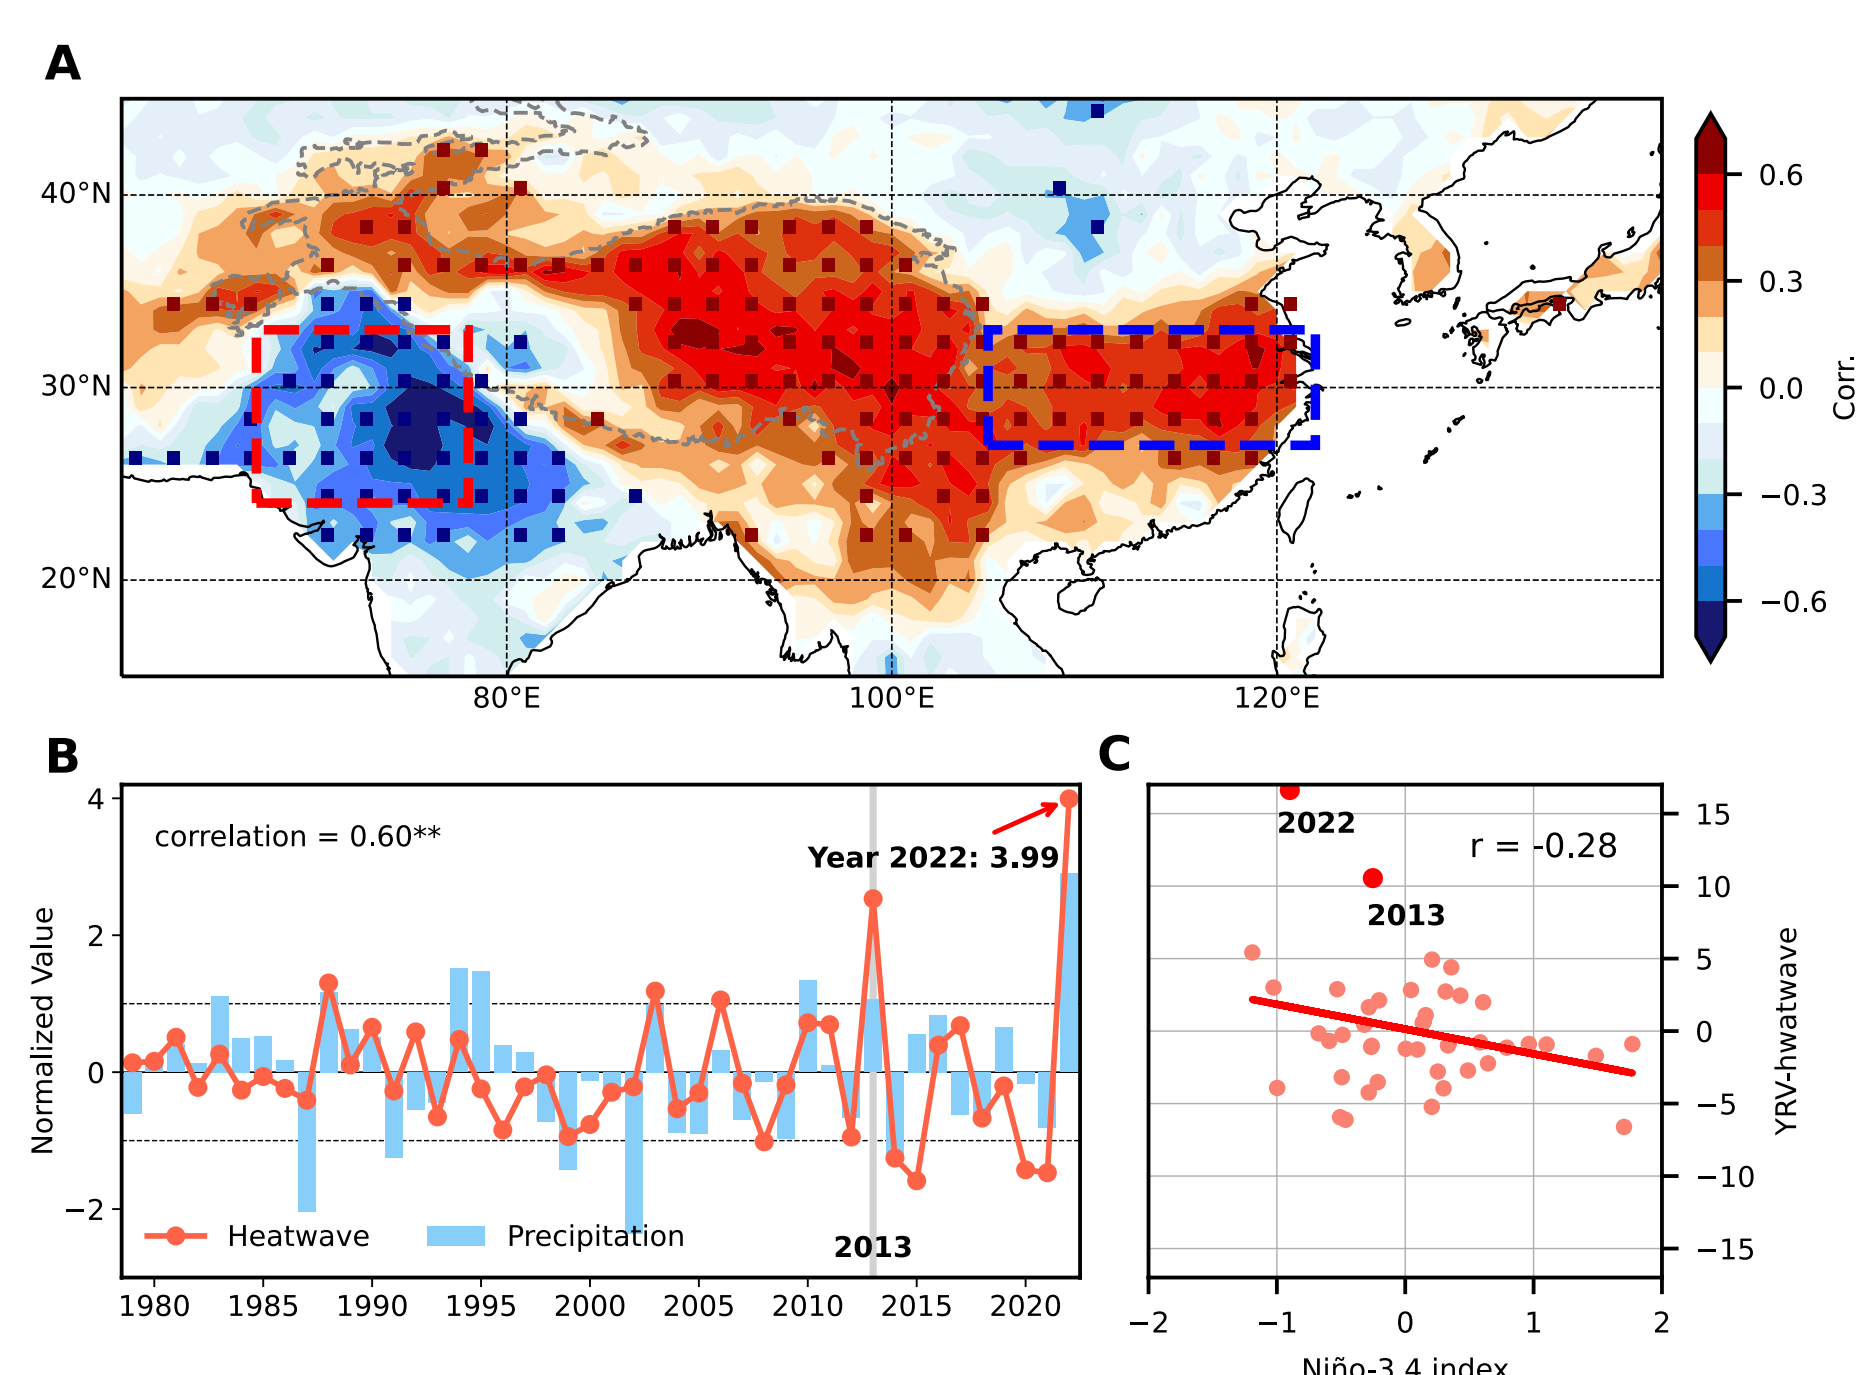 A
40°N
30°N
20°N
80°E
100°E
120°E
0.6
0.3
0.0
−0.3
−0.6
Corr.
B
correlation = 0.60**
Year 2022: 3.99
2013
Heatwave
Precipitation
Normalized Value
4
2
0
−2
1980
1985
1990
1995
2000
2005
2010
2015
2020
C
2022
2013
r = -0.28
15
10
5
0
−5
−10
−15
YRV-hwatwave
−2
−1
0
1
2
Niño-3.4 index